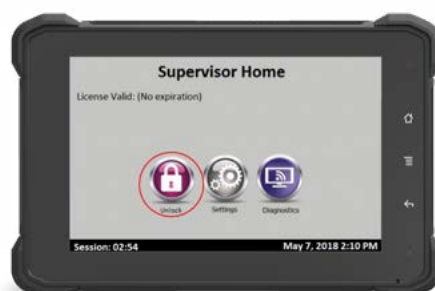 Supervisor Home
License Valid: (No expiration)
Unlock Settings Diagnostics
Session: 02:54 May 7, 2018 2:10 PM